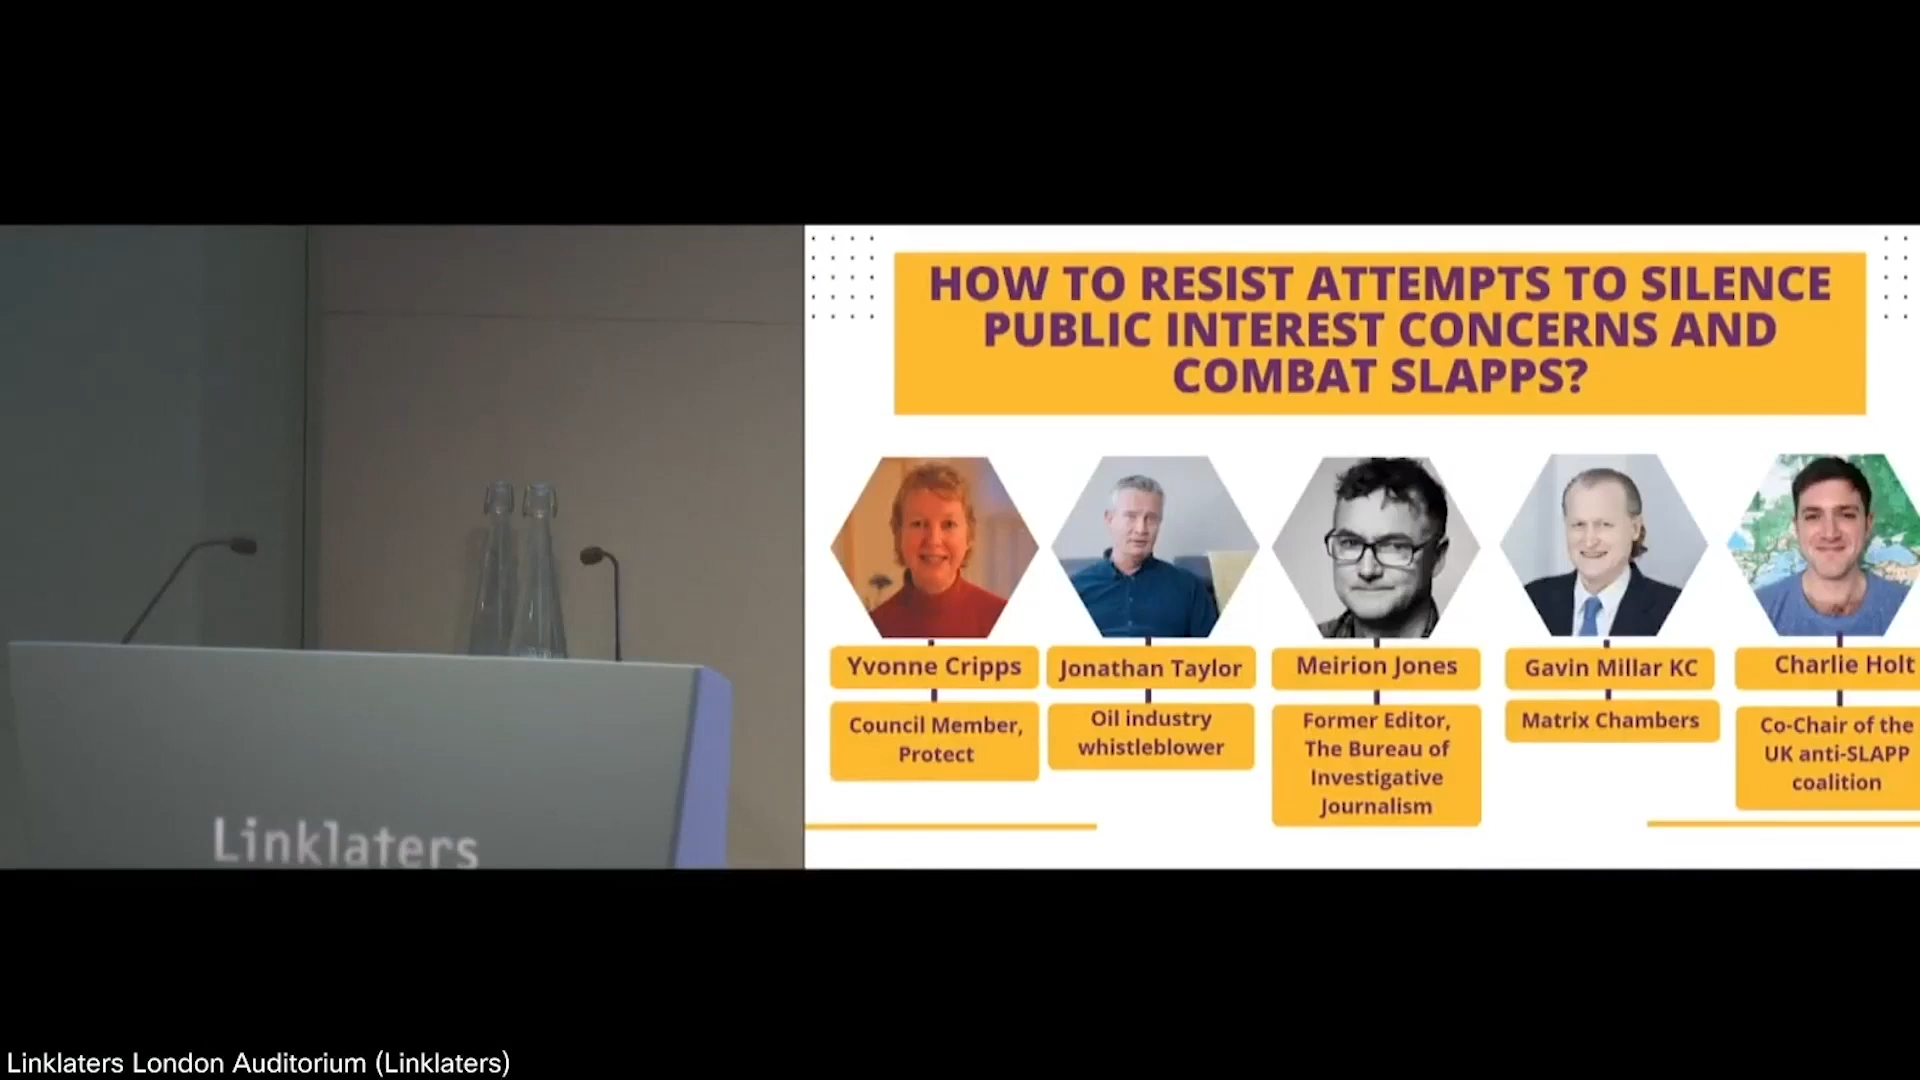 HOW TO RESIST ATTEMPTS TO SILENCE
PUBLIC INTEREST CONCERNS AND
COMBAT SLAPPS?
Yvonne Cripps
Council Member,
Protect
Jonathan Taylor
Oil industry
whistleblower
Meirion Jones
Former Editor,
The Bureau of
Investigative
Journalism
Gavin Millar KC
Matrix Chambers
Charlie Holt
Co-Chair of the
UK anti-SLAPP
coalition
Linklaters
Linklaters London Auditorium (Linklaters)